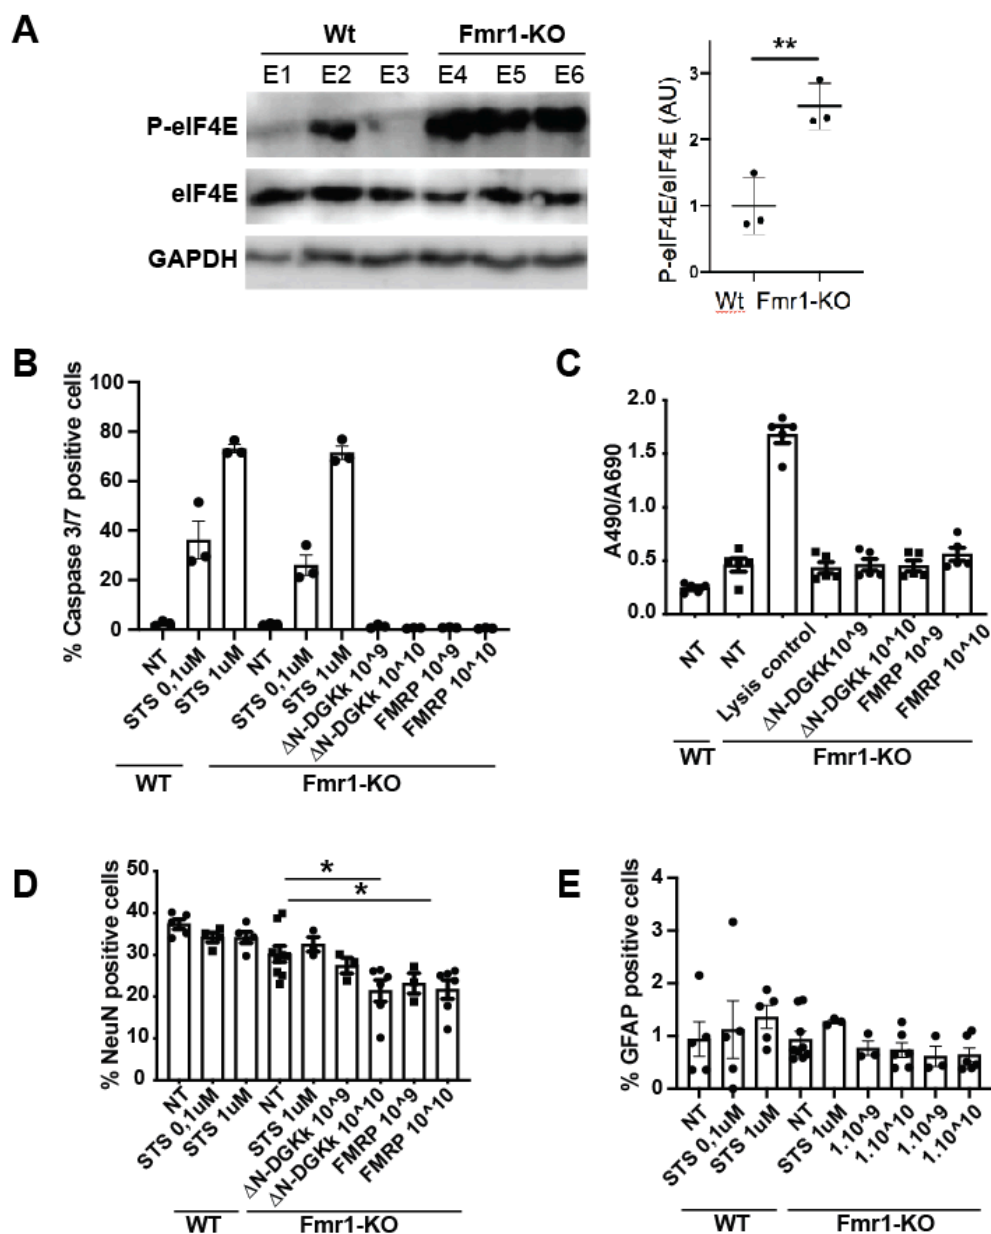 A
Wt Fmr1-KO
E1 E2 E3 E4 E5 E6
P-eIF4E
eIF4E
GAPDH
**
P-eIF4E/eIF4E (AU)
3
2
1
0
Wt Fmr1-KO
B
% Caspase 3/7 positive cells
100
80
60
40
20
0
NT
STS 0,1uM
STS 1uM
NT
STS 0,1uM
STS 1uM
ΔN-DGKk 10^9
ΔN-DGKk 10^10
FMRP 10^9
FMRP 10^10
WT
Fmr1-KO
C
A490/A690
2.0
1.5
1.0
0.5
0.0
NT
NT
Lysis control
ΔN-DGKK10^9
ΔN-DGKk 10^10
FMRP 10^9
FMRP 10^10
WT
Fmr1-KO
D
% NeuN positive cells
50
40
30
20
10
0
*
*
NT
STS 0,1uM
STS 1uM
NT
STS 1uM
ΔN-DGKk 10^9
ΔN-DGKk 10^10
FMRP 10^9
FMRP 10^10
WT
Fmr1-KO
E
% GFAP positive cells
4
3
2
1
0
NT
STS 0,1uM
STS 1uM
NT
STS 1uM
1.10^9
1.10^10
1.10^9
1.10^10
WT
Fmr1-KO